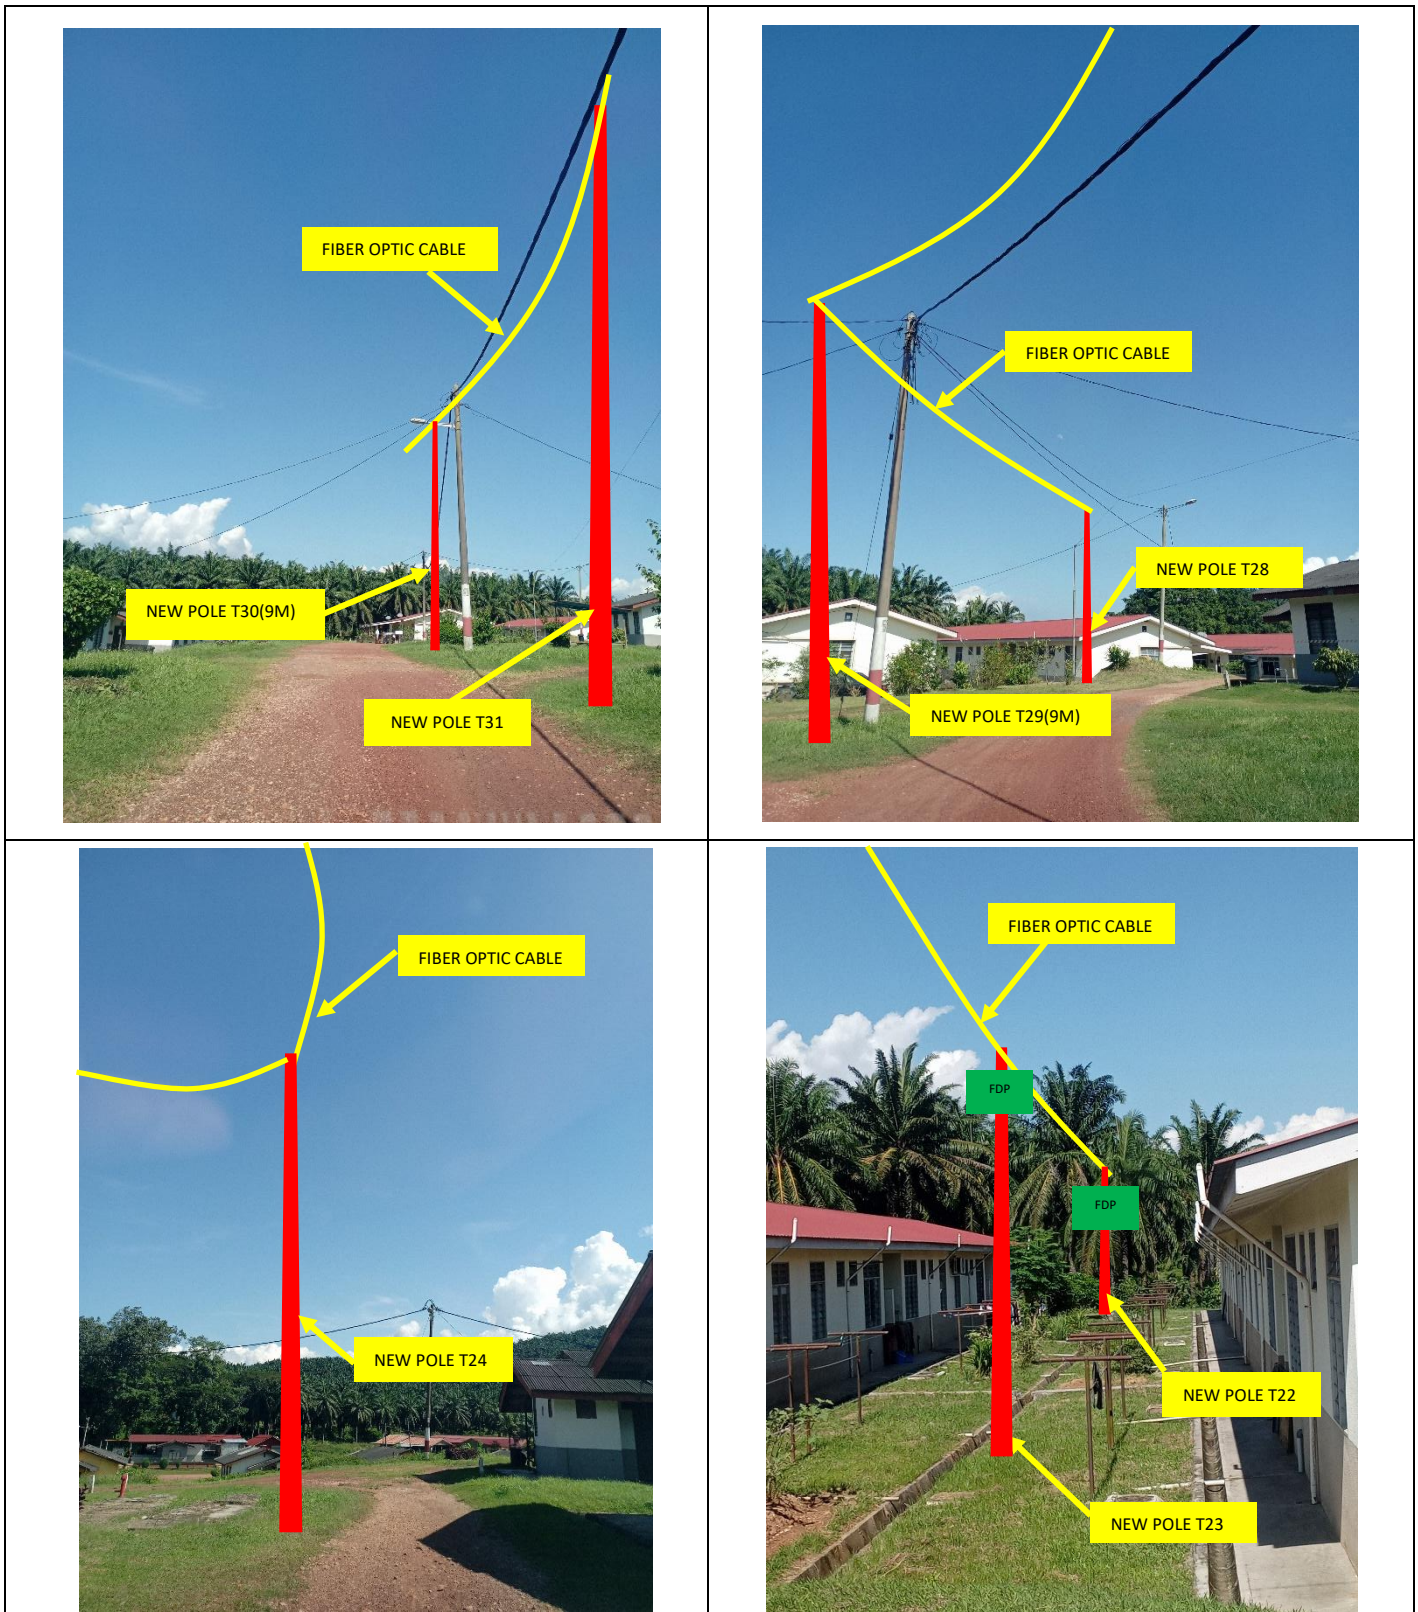 FIBER OPTIC CABLE
NEW POLE T30(9M)
NEW POLE T31
FIBER OPTIC CABLE
NEW POLE T28
NEW POLE T29(9M)
FIBER OPTIC CABLE
NEW POLE T24
FIBER OPTIC CABLE
FDP
FDP
NEW POLE T22
NEW POLE T23